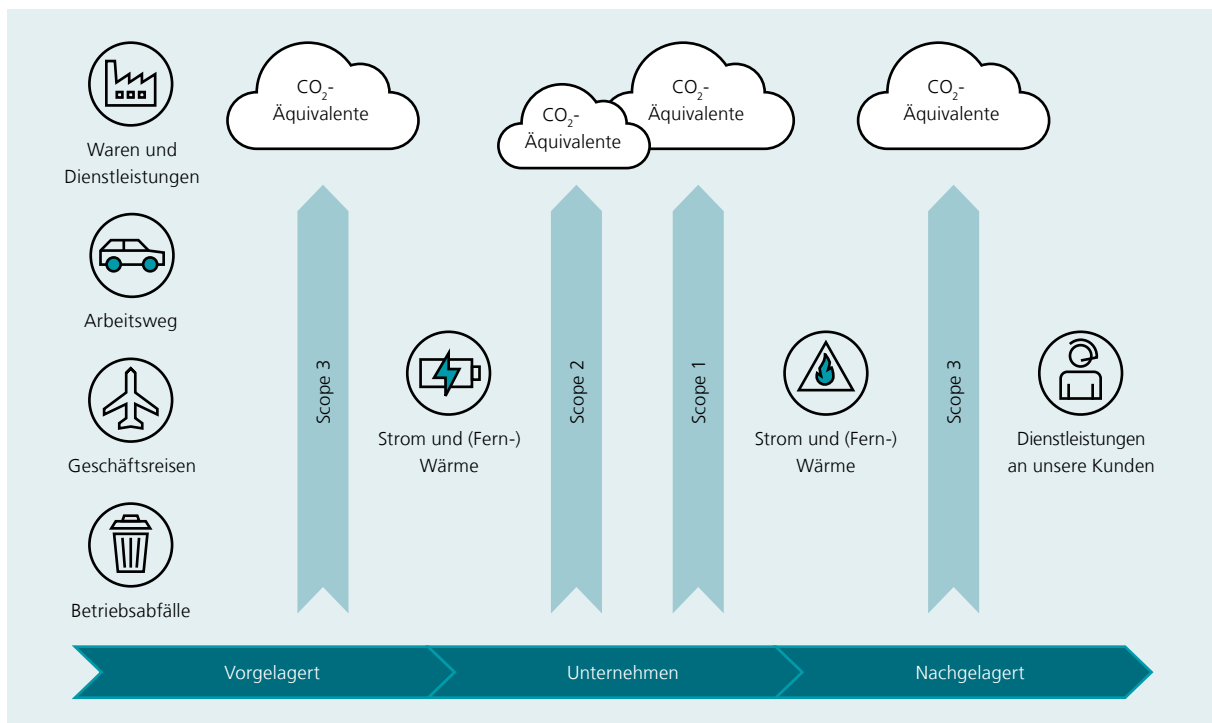 Waren und
Dienstleistungen
Arbeitsweg
Geschäftsreisen
Betriebsabfälle
CO₂-
Äquivalente
Scope 3
Strom und (Fern-)
Wärme
CO₂-
Äquivalente
Scope 2
CO₂-
Äquivalente
Scope 1
Strom und (Fern-)
Wärme
CO₂-
Äquivalente
Scope 3
Dienstleistungen
an unsere Kunden
Vorgelagert
Unternehmen
Nachgelagert